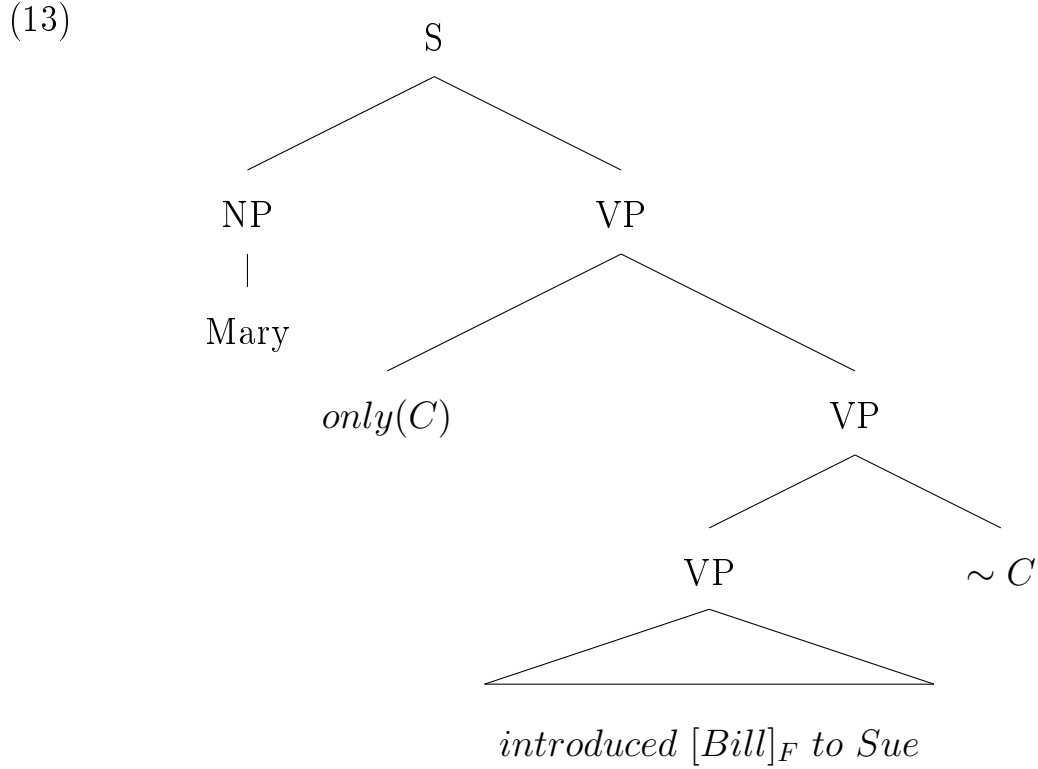 (13)
S
NP VP
Mary
only(C) VP
VP ∼ C
introduced [Bill]F to Sue